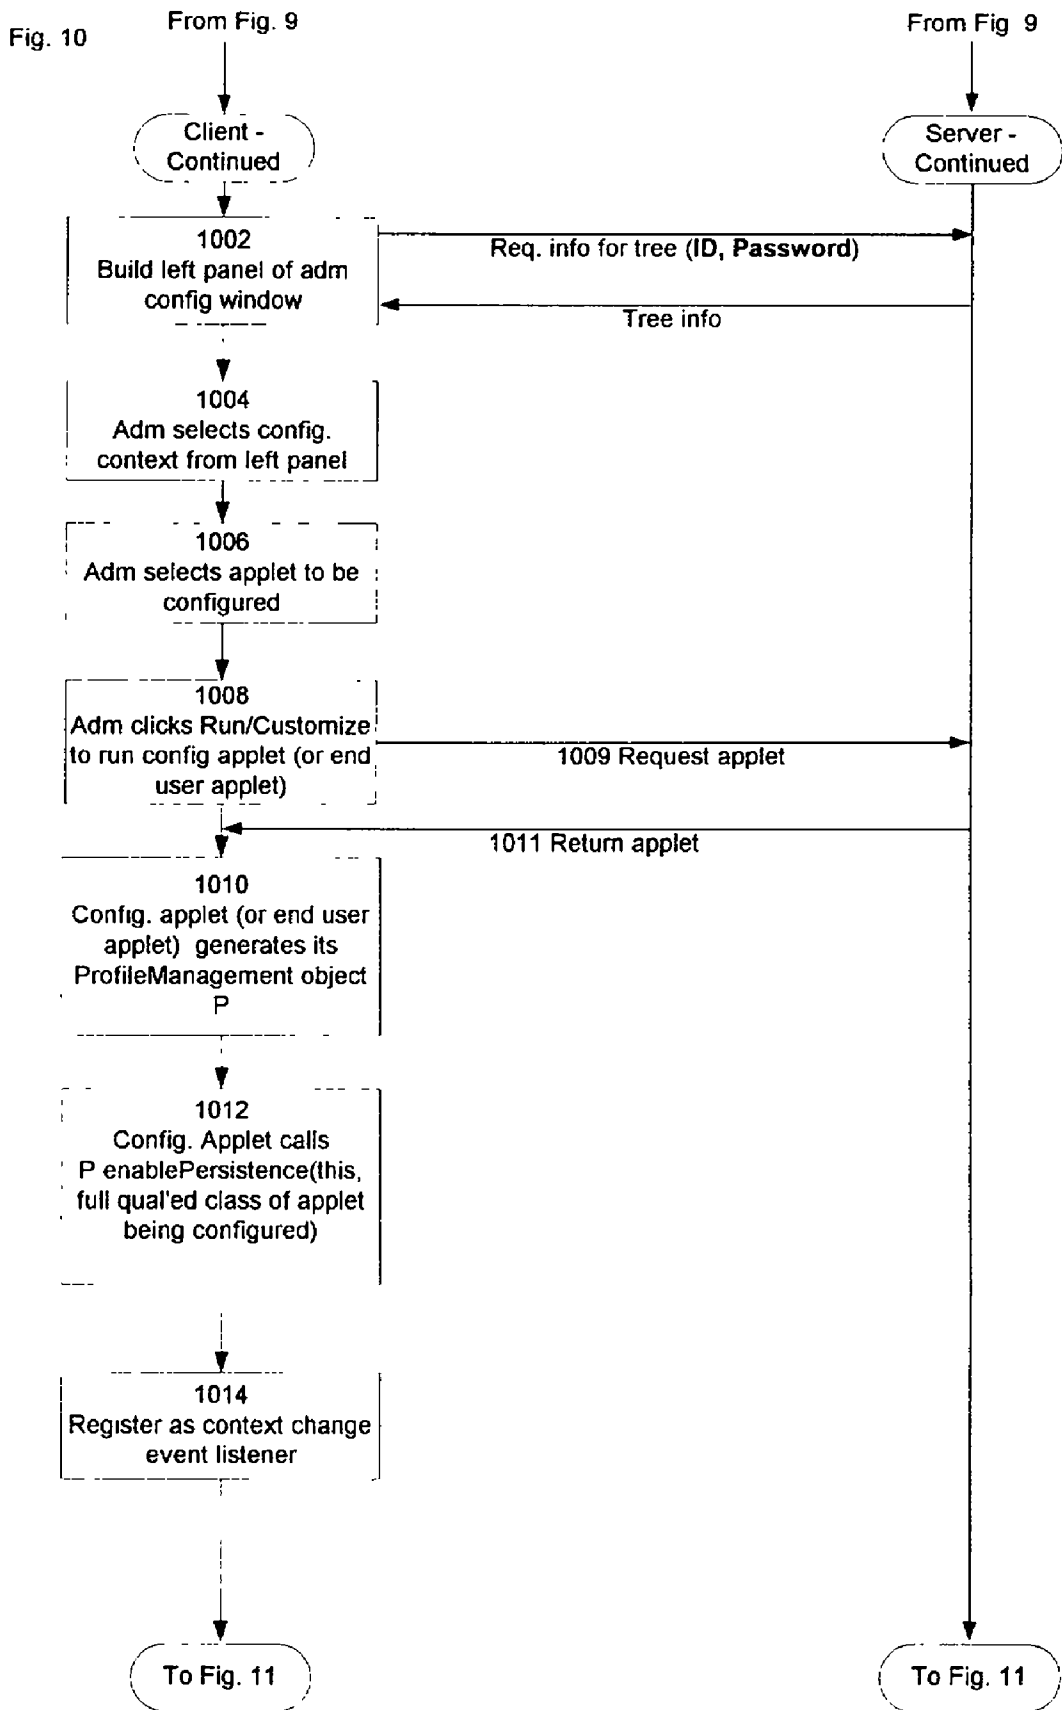 Fig. 10
From Fig. 9
From Fig 9
Client -
Continued
Server -
Continued
1002
Build left panel of adm
config window
Req. info for tree (ID, Password)
Tree info
1004
Adm selects config.
context from left panel
1006
Adm selects applet to be
configured
1008
Adm clicks Run/Customize
to run config applet (or end
user applet)
1009 Request applet
1011 Return applet
1010
Config. applet (or end user
applet) generates its
ProfileManagement object
P
1012
Config. Applet calls
P enablePersistence(this,
full qual'ed class of applet
being configured)
1014
Register as context change
event listener
To Fig. 11
To Fig. 11